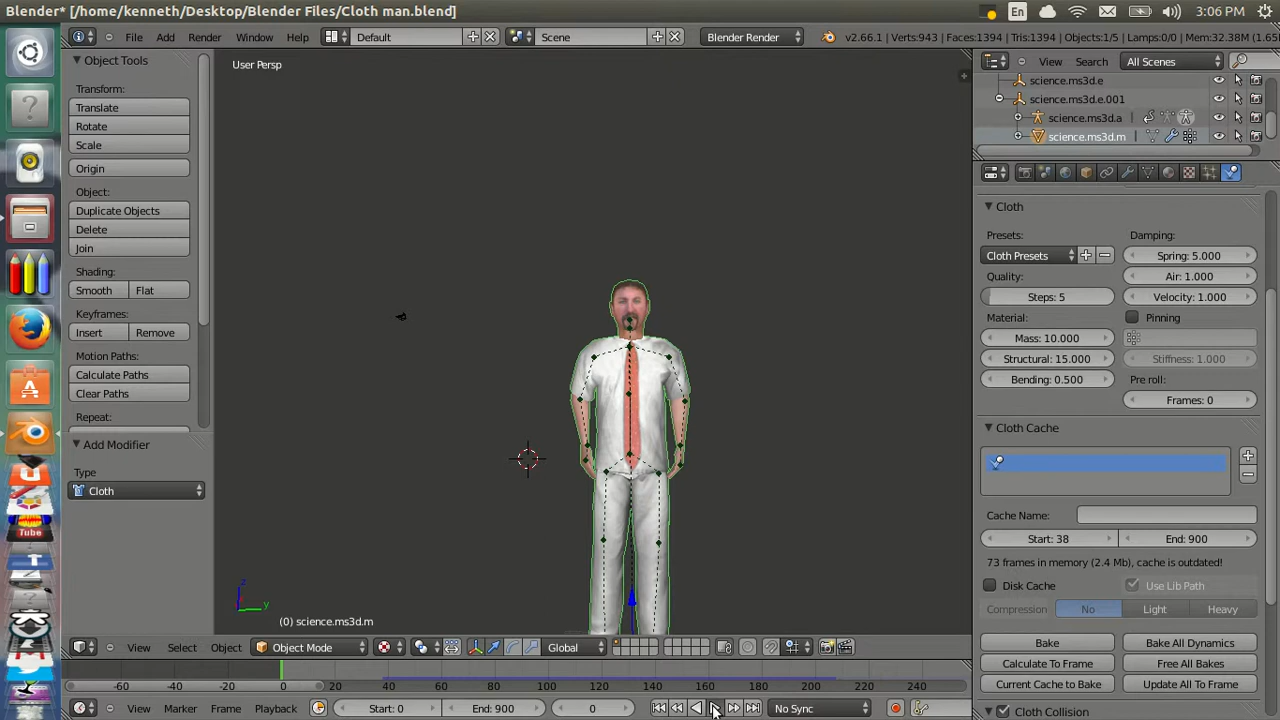 Blender* [/home/kenneth/Desktop/Blender Files/Cloth man.blend]
En
3:06 PM
File Add Render Window Help
Default
Scene
Blender Render
v2.66.1 | Verts:943 | Faces:1394 | Tris:1394 | Objects:1/5 | Lamps:0/0 | Mem:32.38M (1.65
Object Tools
Transform:
Translate
Rotate
Scale
Origin
Object:
Duplicate Objects
Delete
Join
Shading:
Smooth Flat
Keyframes:
Insert Remove
Motion Paths:
Calculate Paths
Clear Paths
Repeat:
Add Modifier
Type
Cloth
User Persp
z
y
(0) science.ms3d.m
View Search All Scenes
science.ms3d.e
science.ms3d.e.001
science.ms3d.a
science.ms3d.m
Cloth
Presets: Damping:
Cloth Presets Spring: 5.000
Quality: Air: 1.000
Steps: 5 Velocity: 1.000
Material: Pinning
Mass: 10.000
Structural: 15.000 Stiffness: 1.000
Bending: 0.500 Pre roll:
Frames: 0
Cloth Cache
Cache Name:
Start: 38 End: 900
73 frames in memory (2.4 Mb), cache is outdated!
Disk Cache Use Lib Path
Compression No Light Heavy
Bake Bake All Dynamics
Calculate To Frame Free All Bakes
Current Cache to Bake Update All To Frame
Cloth Collision
View Select Object Object Mode Global
-60 -40 -20 0 20 40 60 80 100 120 140 160 180 200 220 240
View Marker Frame Playback Start: 0 End: 900 0 No Sync
Tube